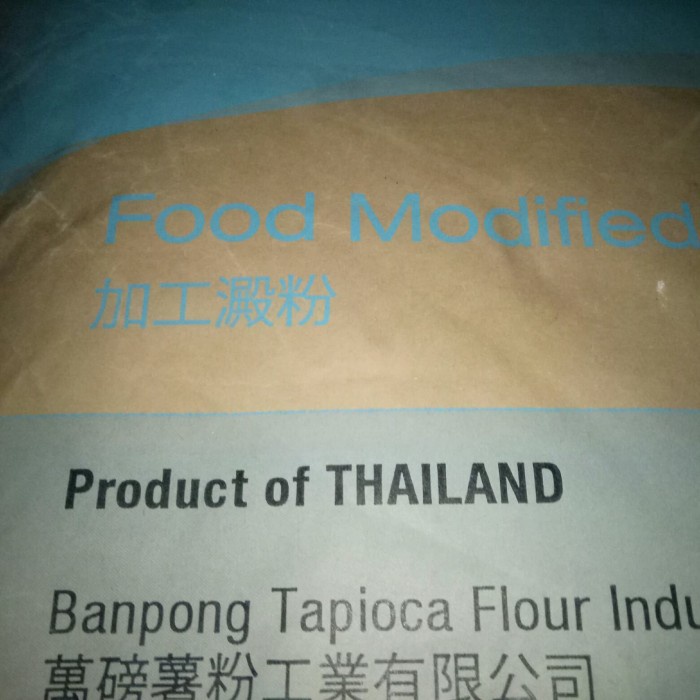 Food Modified
加工澱粉
Product of THAILAND
Banpong Tapioca Flour
萬磅薯粉工業有限公司